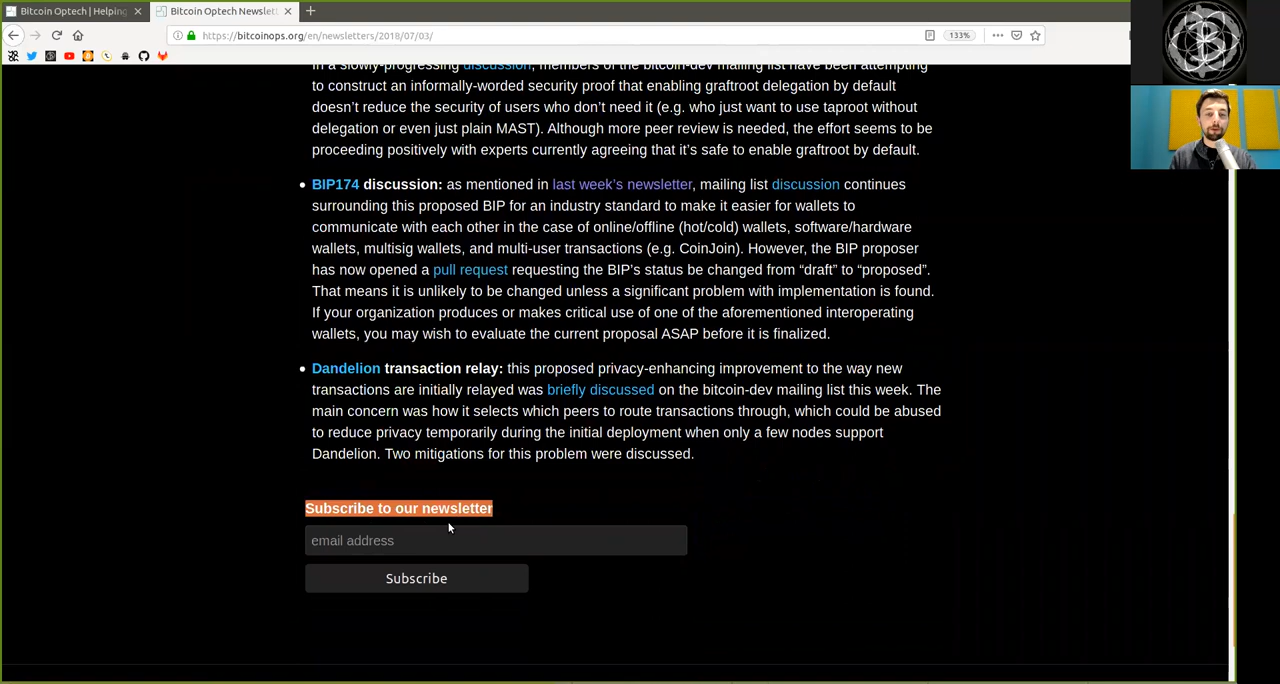 Bitcoin Optech | Helping
Bitcoin Optech Newslett
https://bitcoinops.org/en/newsletters/2018/07/03/
133%
In a slowly-progressing discussion, members of the bitcoin-dev mailing list have been attempting
to construct an informally-worded security proof that enabling graftroot delegation by default
doesn’t reduce the security of users who don’t need it (e.g. who just want to use taproot without
delegation or even just plain MAST). Although more peer review is needed, the effort seems to be
proceeding positively with experts currently agreeing that it’s safe to enable graftroot by default.
BIP174 discussion: as mentioned in last week’s newsletter, mailing list discussion continues
surrounding this proposed BIP for an industry standard to make it easier for wallets to
communicate with each other in the case of online/offline (hot/cold) wallets, software/hardware
wallets, multisig wallets, and multi-user transactions (e.g. CoinJoin). However, the BIP proposer
has now opened a pull request requesting the BIP’s status be changed from “draft” to “proposed”.
That means it is unlikely to be changed unless a significant problem with implementation is found.
If your organization produces or makes critical use of one of the aforementioned interoperating
wallets, you may wish to evaluate the current proposal ASAP before it is finalized.
Dandelion transaction relay: this proposed privacy-enhancing improvement to the way new
transactions are initially relayed was briefly discussed on the bitcoin-dev mailing list this week. The
main concern was how it selects which peers to route transactions through, which could be abused
to reduce privacy temporarily during the initial deployment when only a few nodes support
Dandelion. Two mitigations for this problem were discussed.
Subscribe to our newsletter
email address
Subscribe